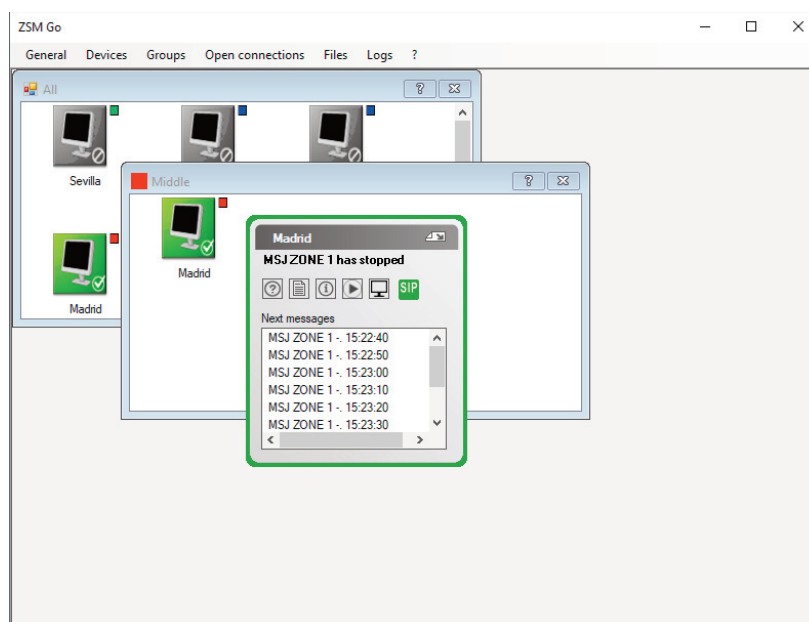 ZSM Go
General Devices Groups Open connections Files Logs ?
All
Sevilla
Middle
Madrid
Madrid
Madrid
MSJ ZONE 1 has stopped
SIP
Next messages
MSJ ZONE 1 -. 15:22:40
MSJ ZONE 1 -. 15:22:50
MSJ ZONE 1 -. 15:23:00
MSJ ZONE 1 -. 15:23:10
MSJ ZONE 1 -. 15:23:20
MSJ ZONE 1 -. 15:23:30